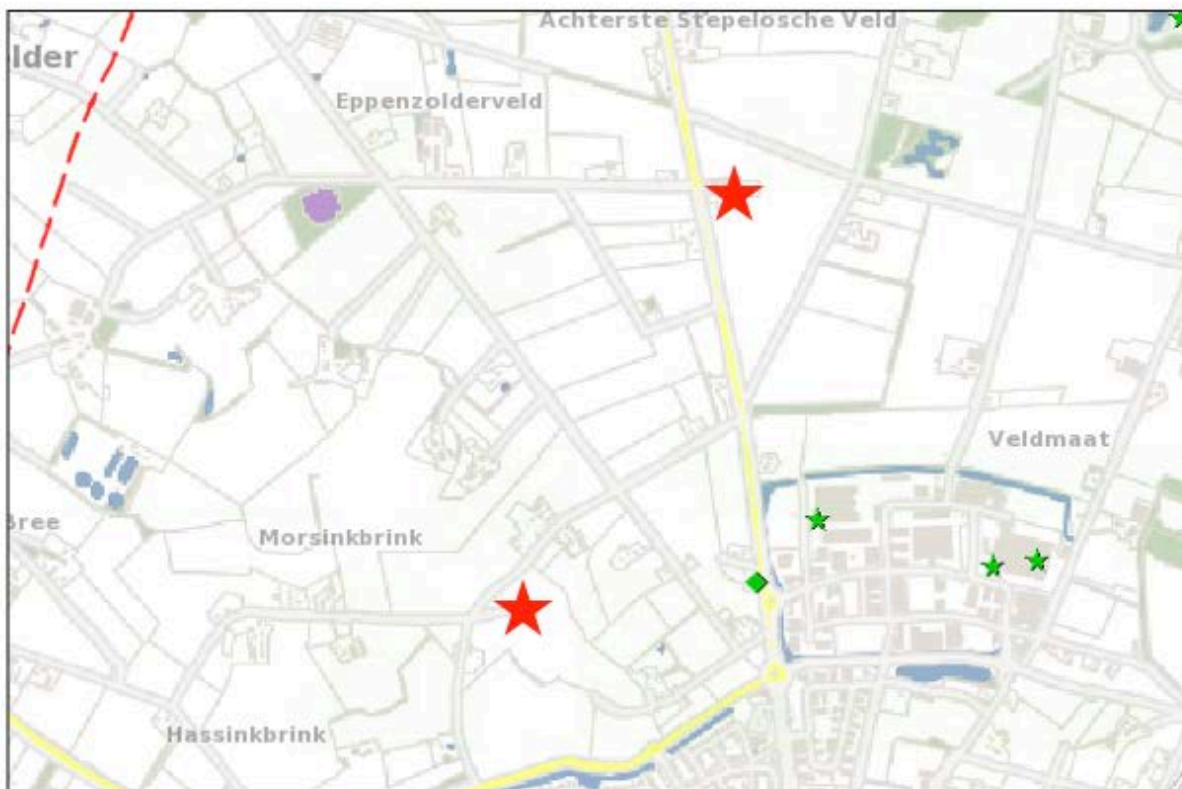 Achterste Stepelosche Veld
lder
Eppenzolderveld
Veldmaat
Bree
Morsinkbrink
Hassinkbrink